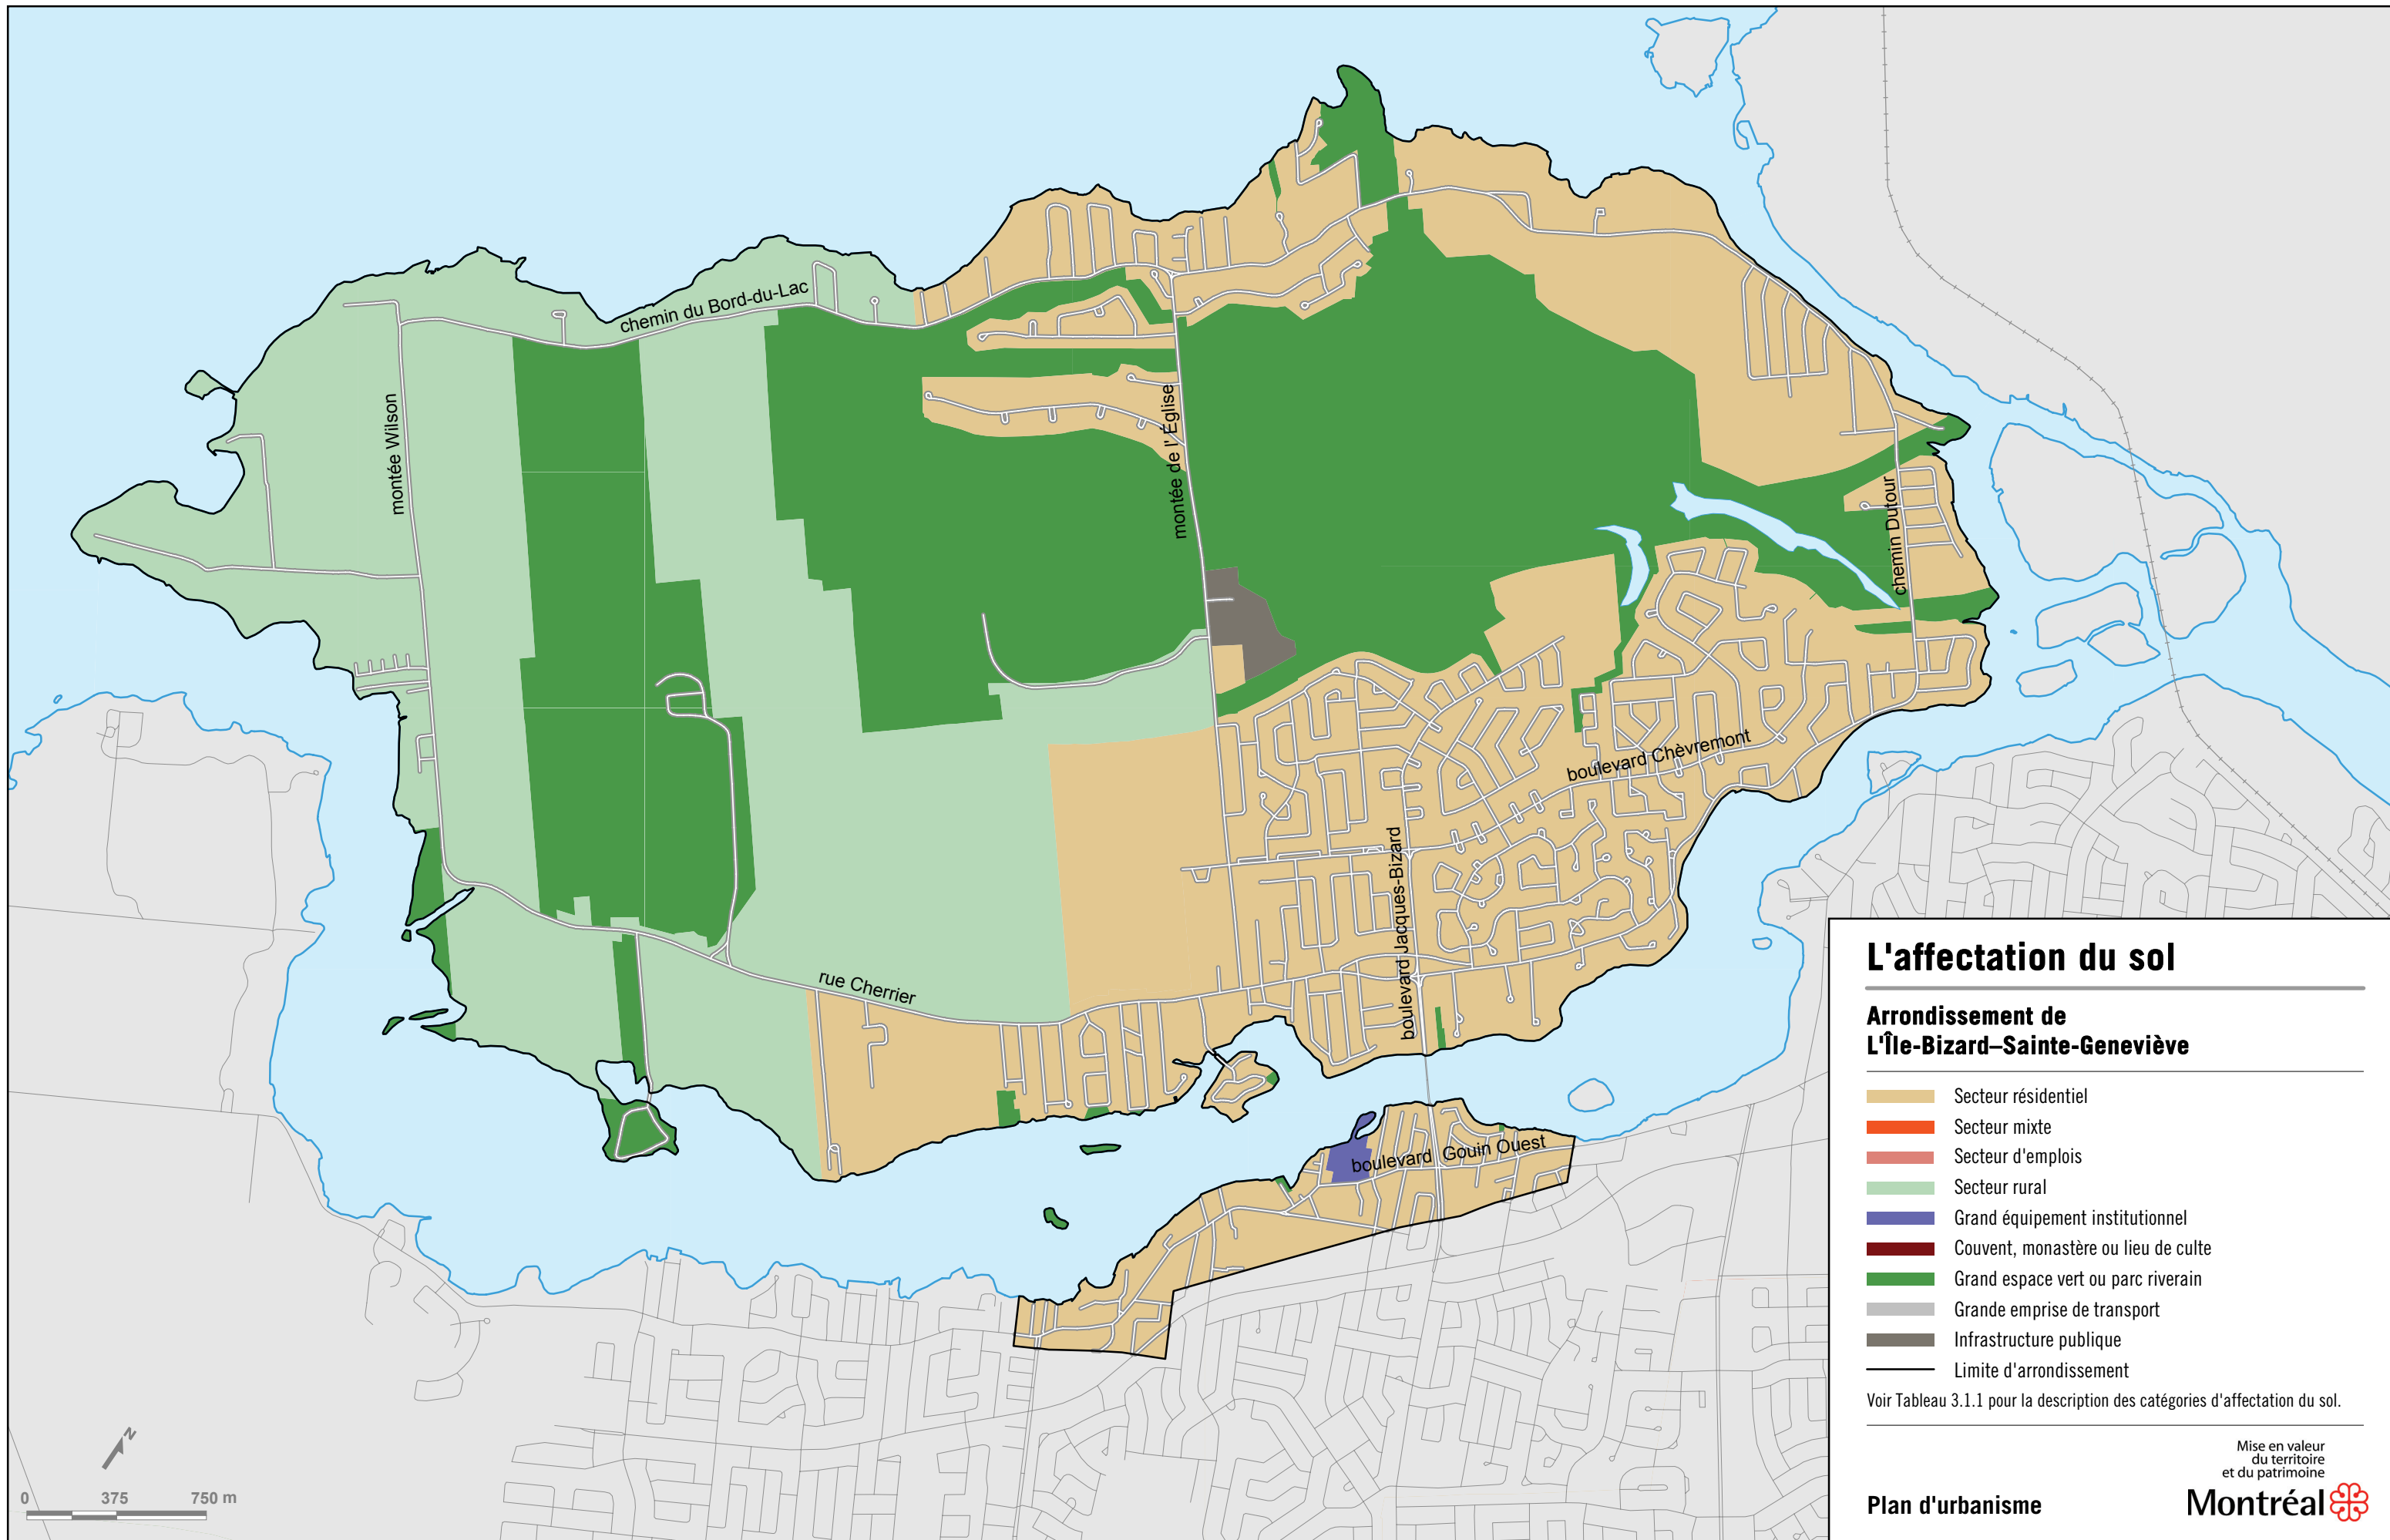 chemin du Bord-du-Lac
montée Wilson
montée de l' Église
chemin Dutour
boulevard Chèvremont
boulevard Jacques-Bizard
rue Cherrier
boulevard Gouin Ouest
N
0 375 750 m
L'affectation du sol
Arrondissement de
L'Île-Bizard–Sainte-Geneviève
Secteur résidentiel
Secteur mixte
Secteur d'emplois
Secteur rural
Grand équipement institutionnel
Couvent, monastère ou lieu de culte
Grand espace vert ou parc riverain
Grande emprise de transport
Infrastructure publique
Limite d'arrondissement
Voir Tableau 3.1.1 pour la description des catégories d'affectation du sol.
Mise en valeur
du territoire
et du patrimoine
Plan d'urbanisme
Montréal